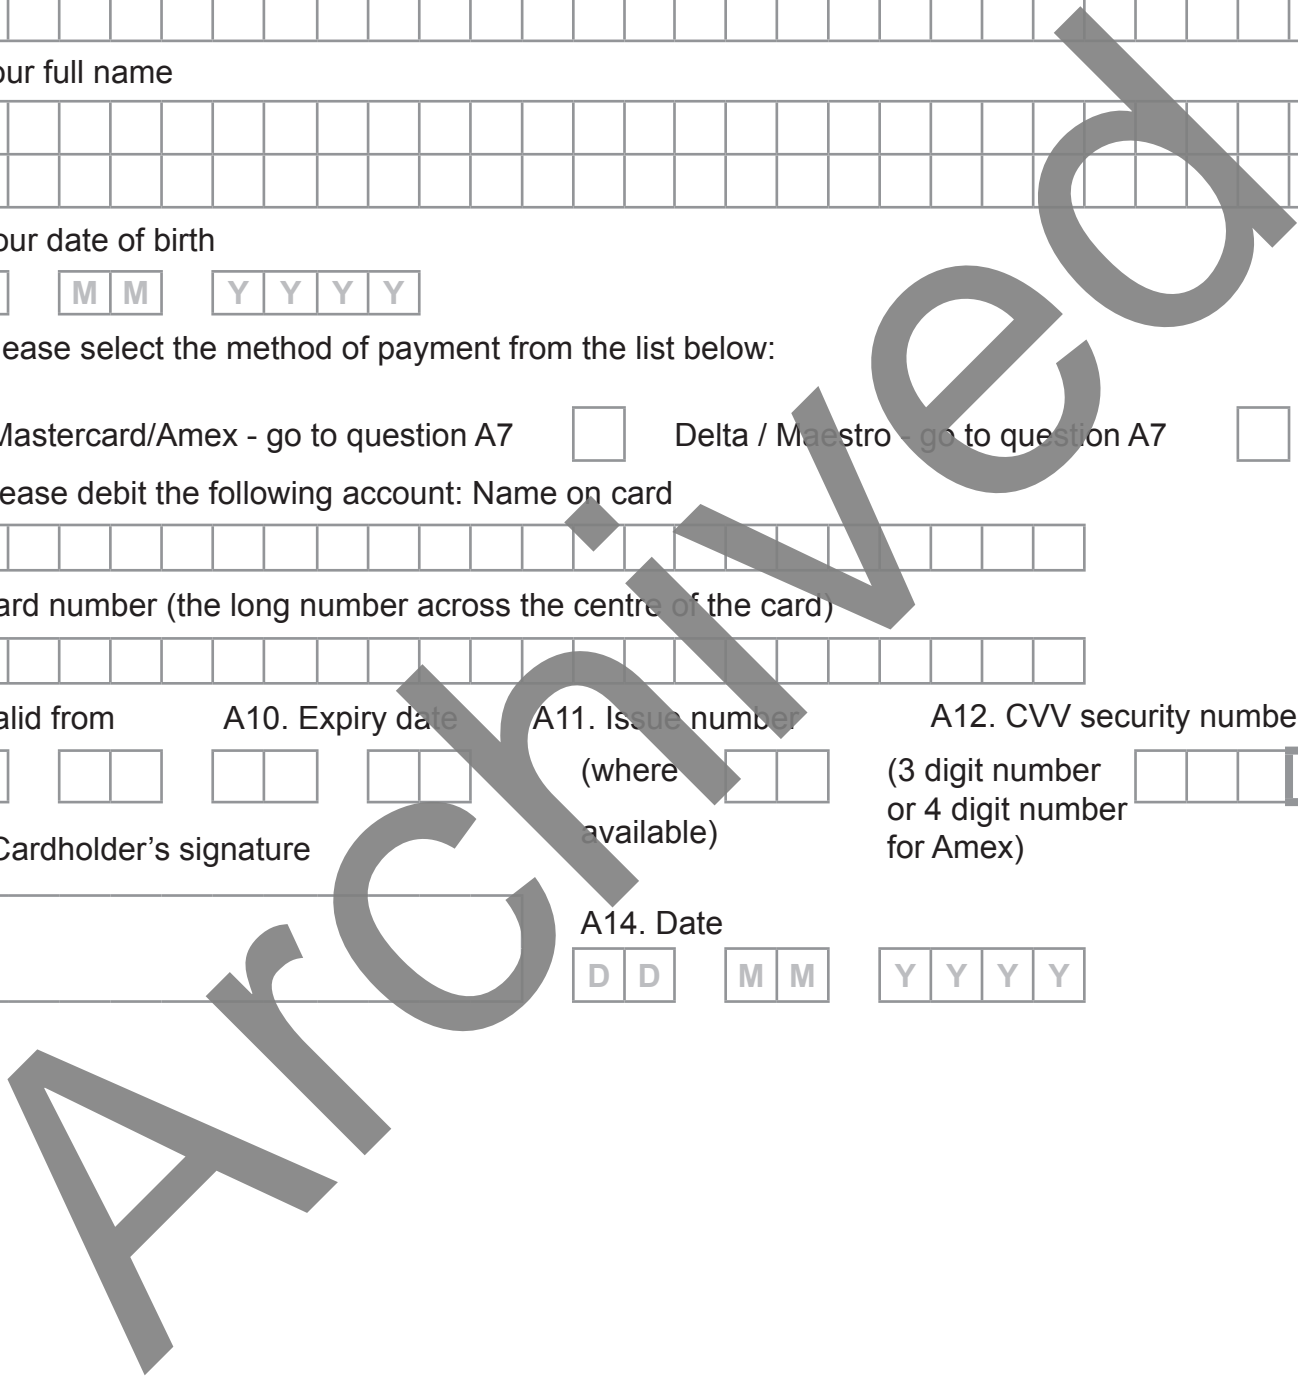 our full name
our date of birth
M M Y Y Y Y
ease select the method of payment from the list below:
Mastercard/Amex - go to question A7 Delta / Maestro - go to question A7
ease debit the following account: Name on card
ard number (the long number across the centre of the card)
alid from A10. Expiry date A11. Issue number A12. CVV security numbe
(where (3 digit number
or 4 digit number
available)
Cardholder’s signature for Amex)
A14. Date
D D M M Y Y Y Y
Archived